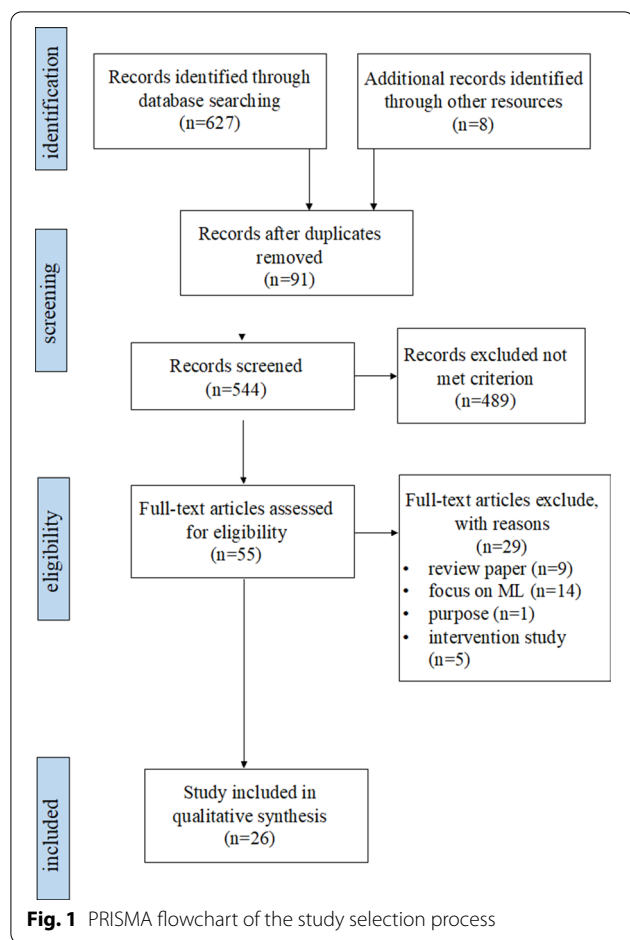 identification
Records identified through
database searching
(n=627)
Additional records identified
through other resources
(n=8)
screening
Records after duplicates
removed
(n=91)
Records screened
(n=544)
Records excluded not
met criterion
(n=489)
eligibility
Full-text articles assessed
for eligibility
(n=55)
Full-text articles exclude,
with reasons
(n=29)
• review paper (n=9)
• focus on ML (n=14)
• purpose (n=1)
• intervention study
(n=5)
included
Study included in
qualitative synthesis
(n=26)
Fig. 1 PRISMA flowchart of the study selection process